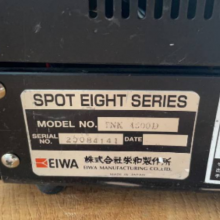 SPOT EIGHT SERIES
MODEL NO.
SERIAL NO.
EIWA 株式会社栄和製作所
EIWA MANUFACTURING CO.,LTD.